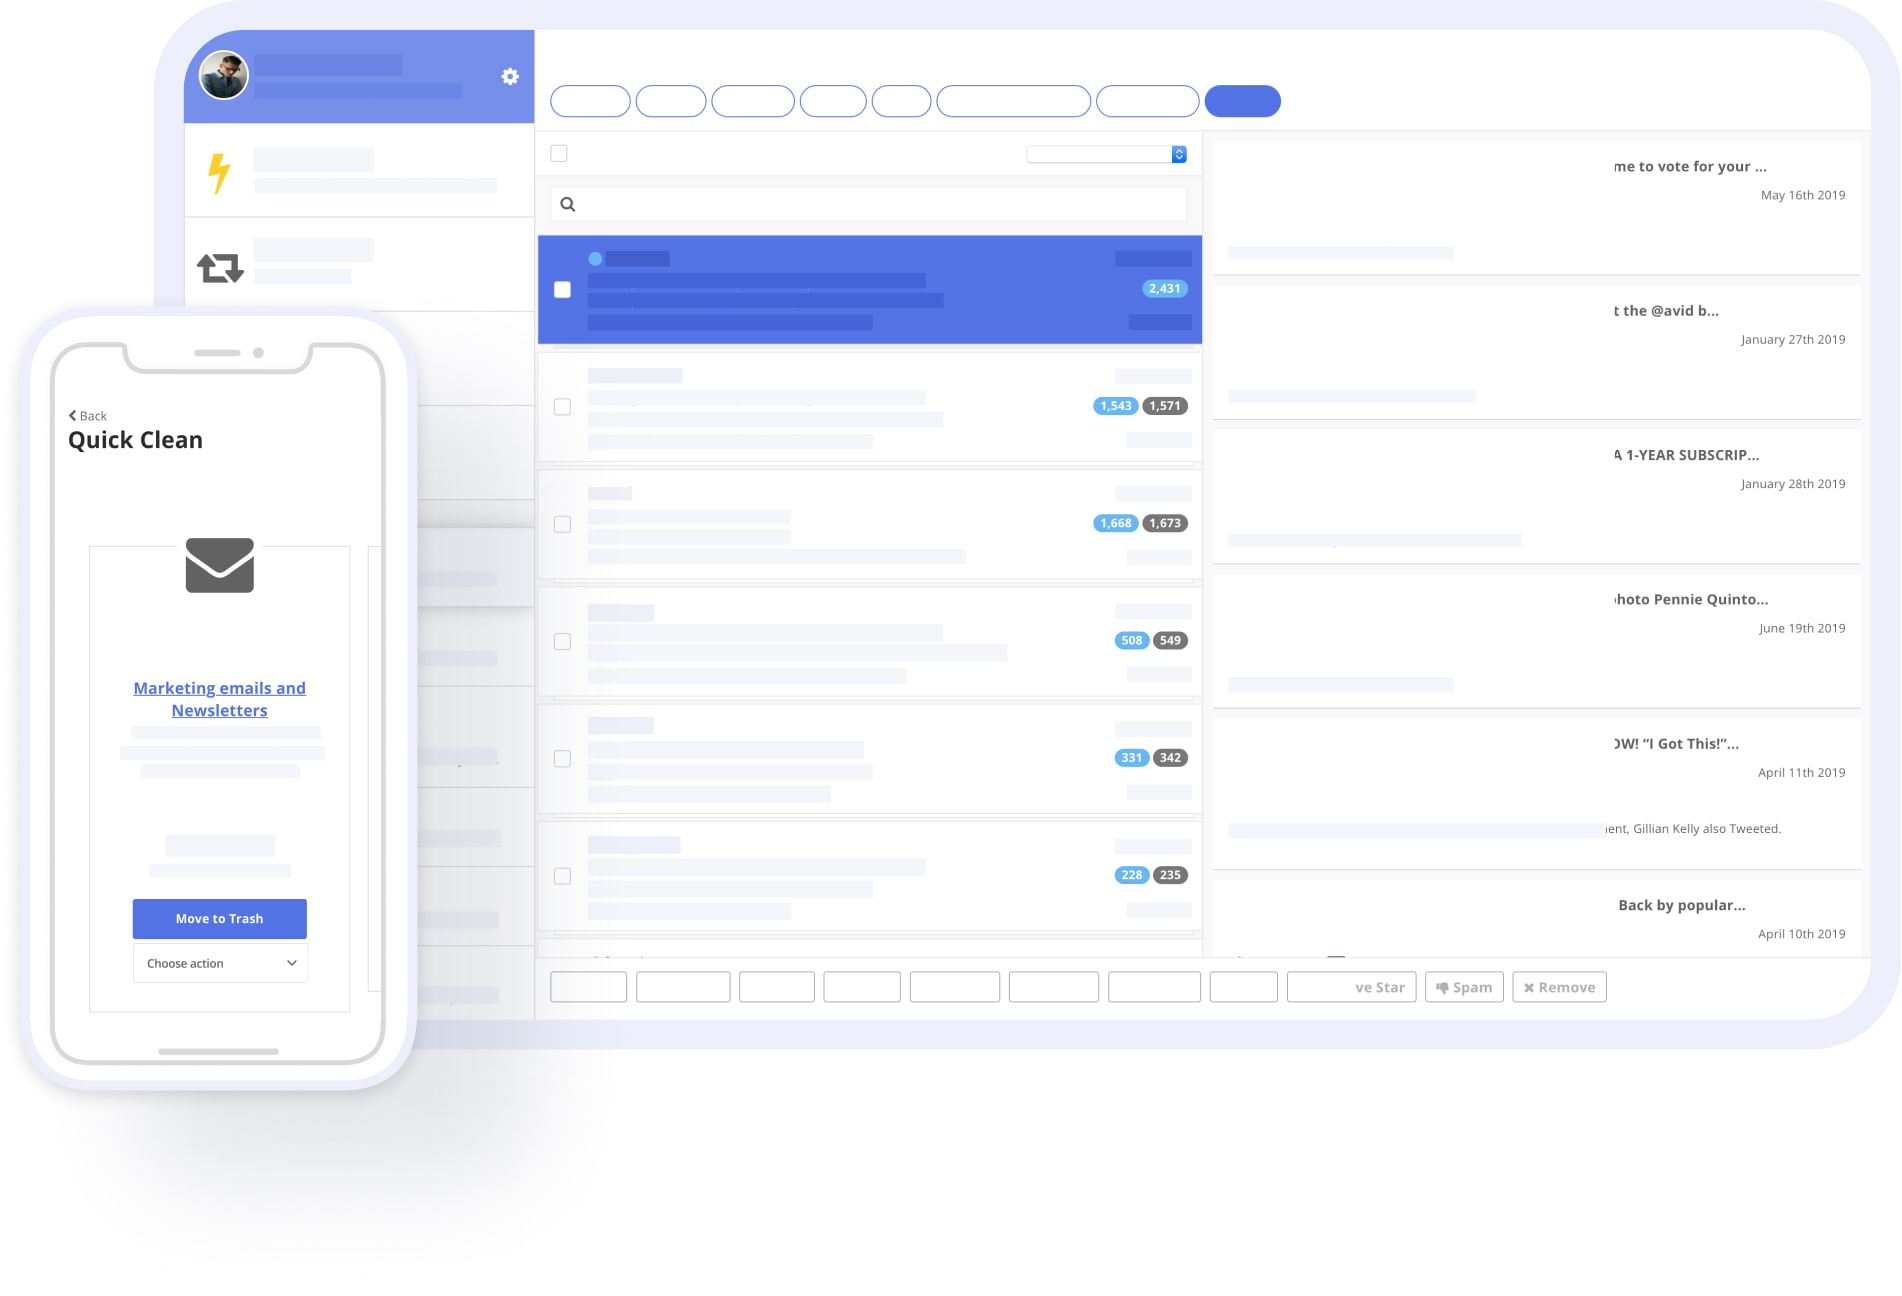 me to vote for your ...
May 16th 2019
2,431
t the @avid b...
January 27th 2019
1,543 1,571
A 1-YEAR SUBSCRIP...
January 28th 2019
1,668 1,673
Pennie Quinto...
June 19th 2019
508 549
"I Got This!"...
April 11th 2019
331 342
Gillian Kelly also Tweeted.
228 235
Back by popular...
April 10th 2019
ve Star
Spam
Remove
Back
Quick Clean
Marketing emails and
Newsletters
Move to Trash
Choose action